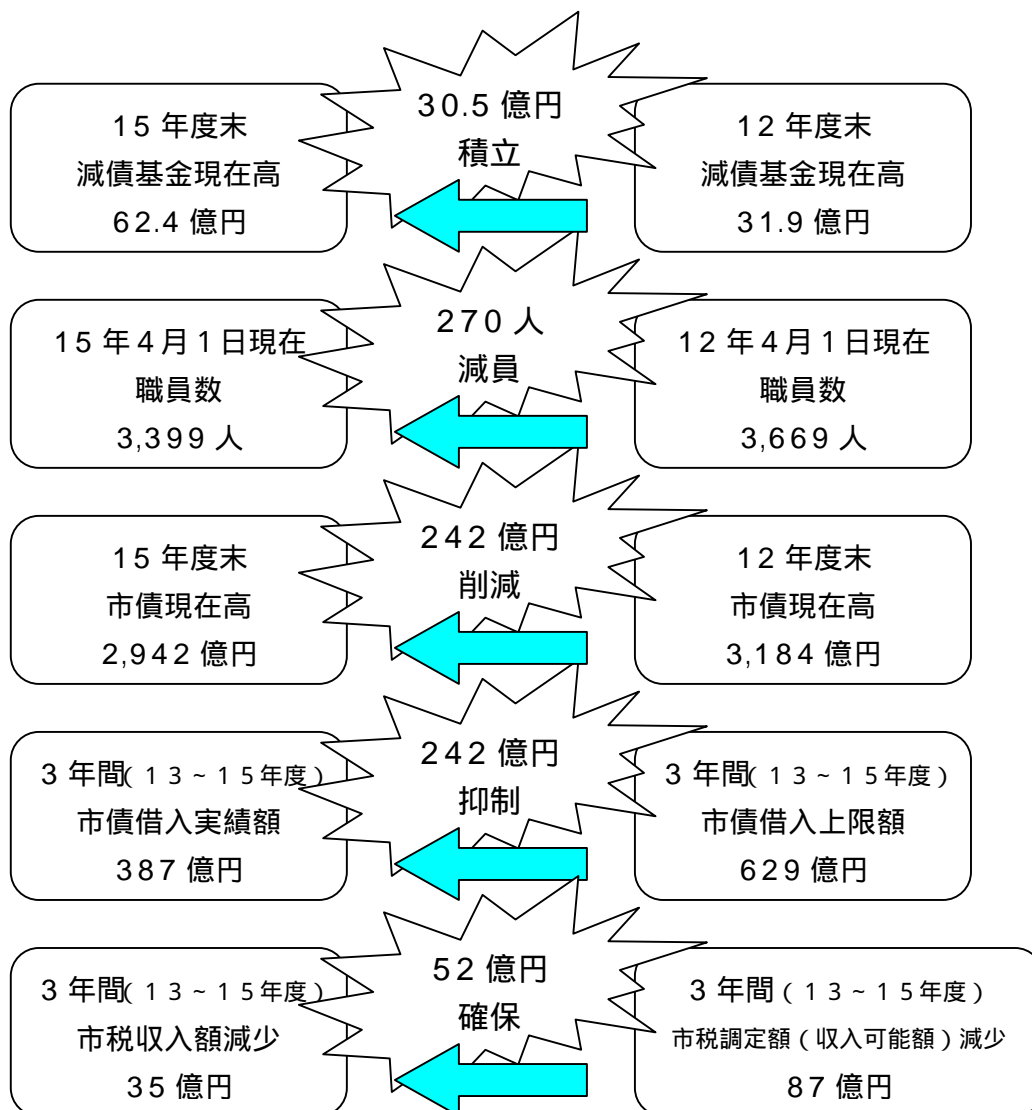 15 年度末
減債基金現在高
62.4 億円
30.5 億円
積立
12 年度末
減債基金現在高
31.9 億円
15 年4月1日現在
職員数
3,399 人
270 人
減員
12 年4月1日現在
職員数
3,669 人
15 年度末
市債現在高
2,942 億円
242 億円
削減
12 年度末
市債現在高
3,184 億円
3 年間(13~15年度)
市債借入実績額
387 億円
242 億円
抑制
3 年間(13~15年度)
市債借入上限額
629 億円
3 年間(13~15年度)
市税収入額減少
35 億円
52 億円
確保
3 年間(13~15年度)
市税調定額(収入可能額)減少
87 億円